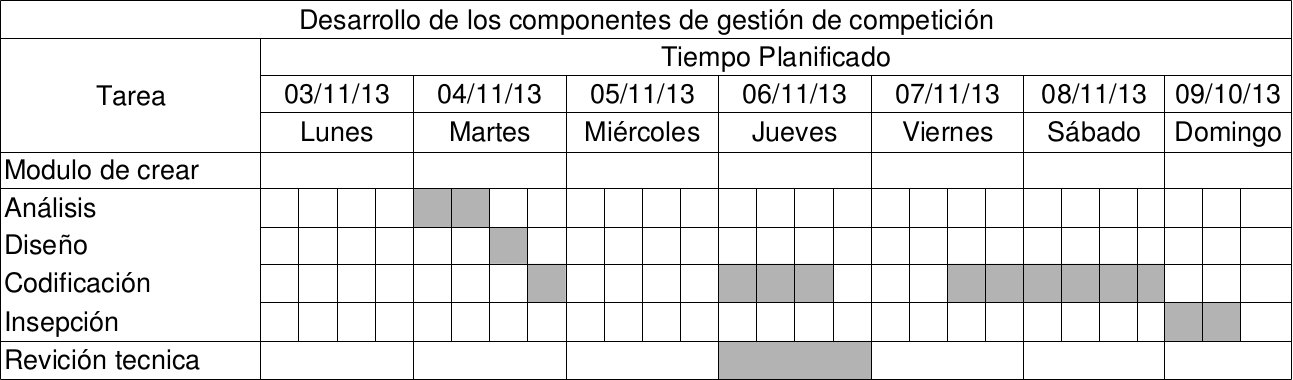 Desarrollo de los componentes de gestión de competición
Tarea
Tiempo Planificado
03/11/13 04/11/13 05/11/13 06/11/13 07/11/13 08/11/13 09/10/13
Lunes Martes Miércoles Jueves Viernes Sábado Domingo
Modulo de crear
Análisis
Diseño
Codificación
Insepción
Revición tecnica